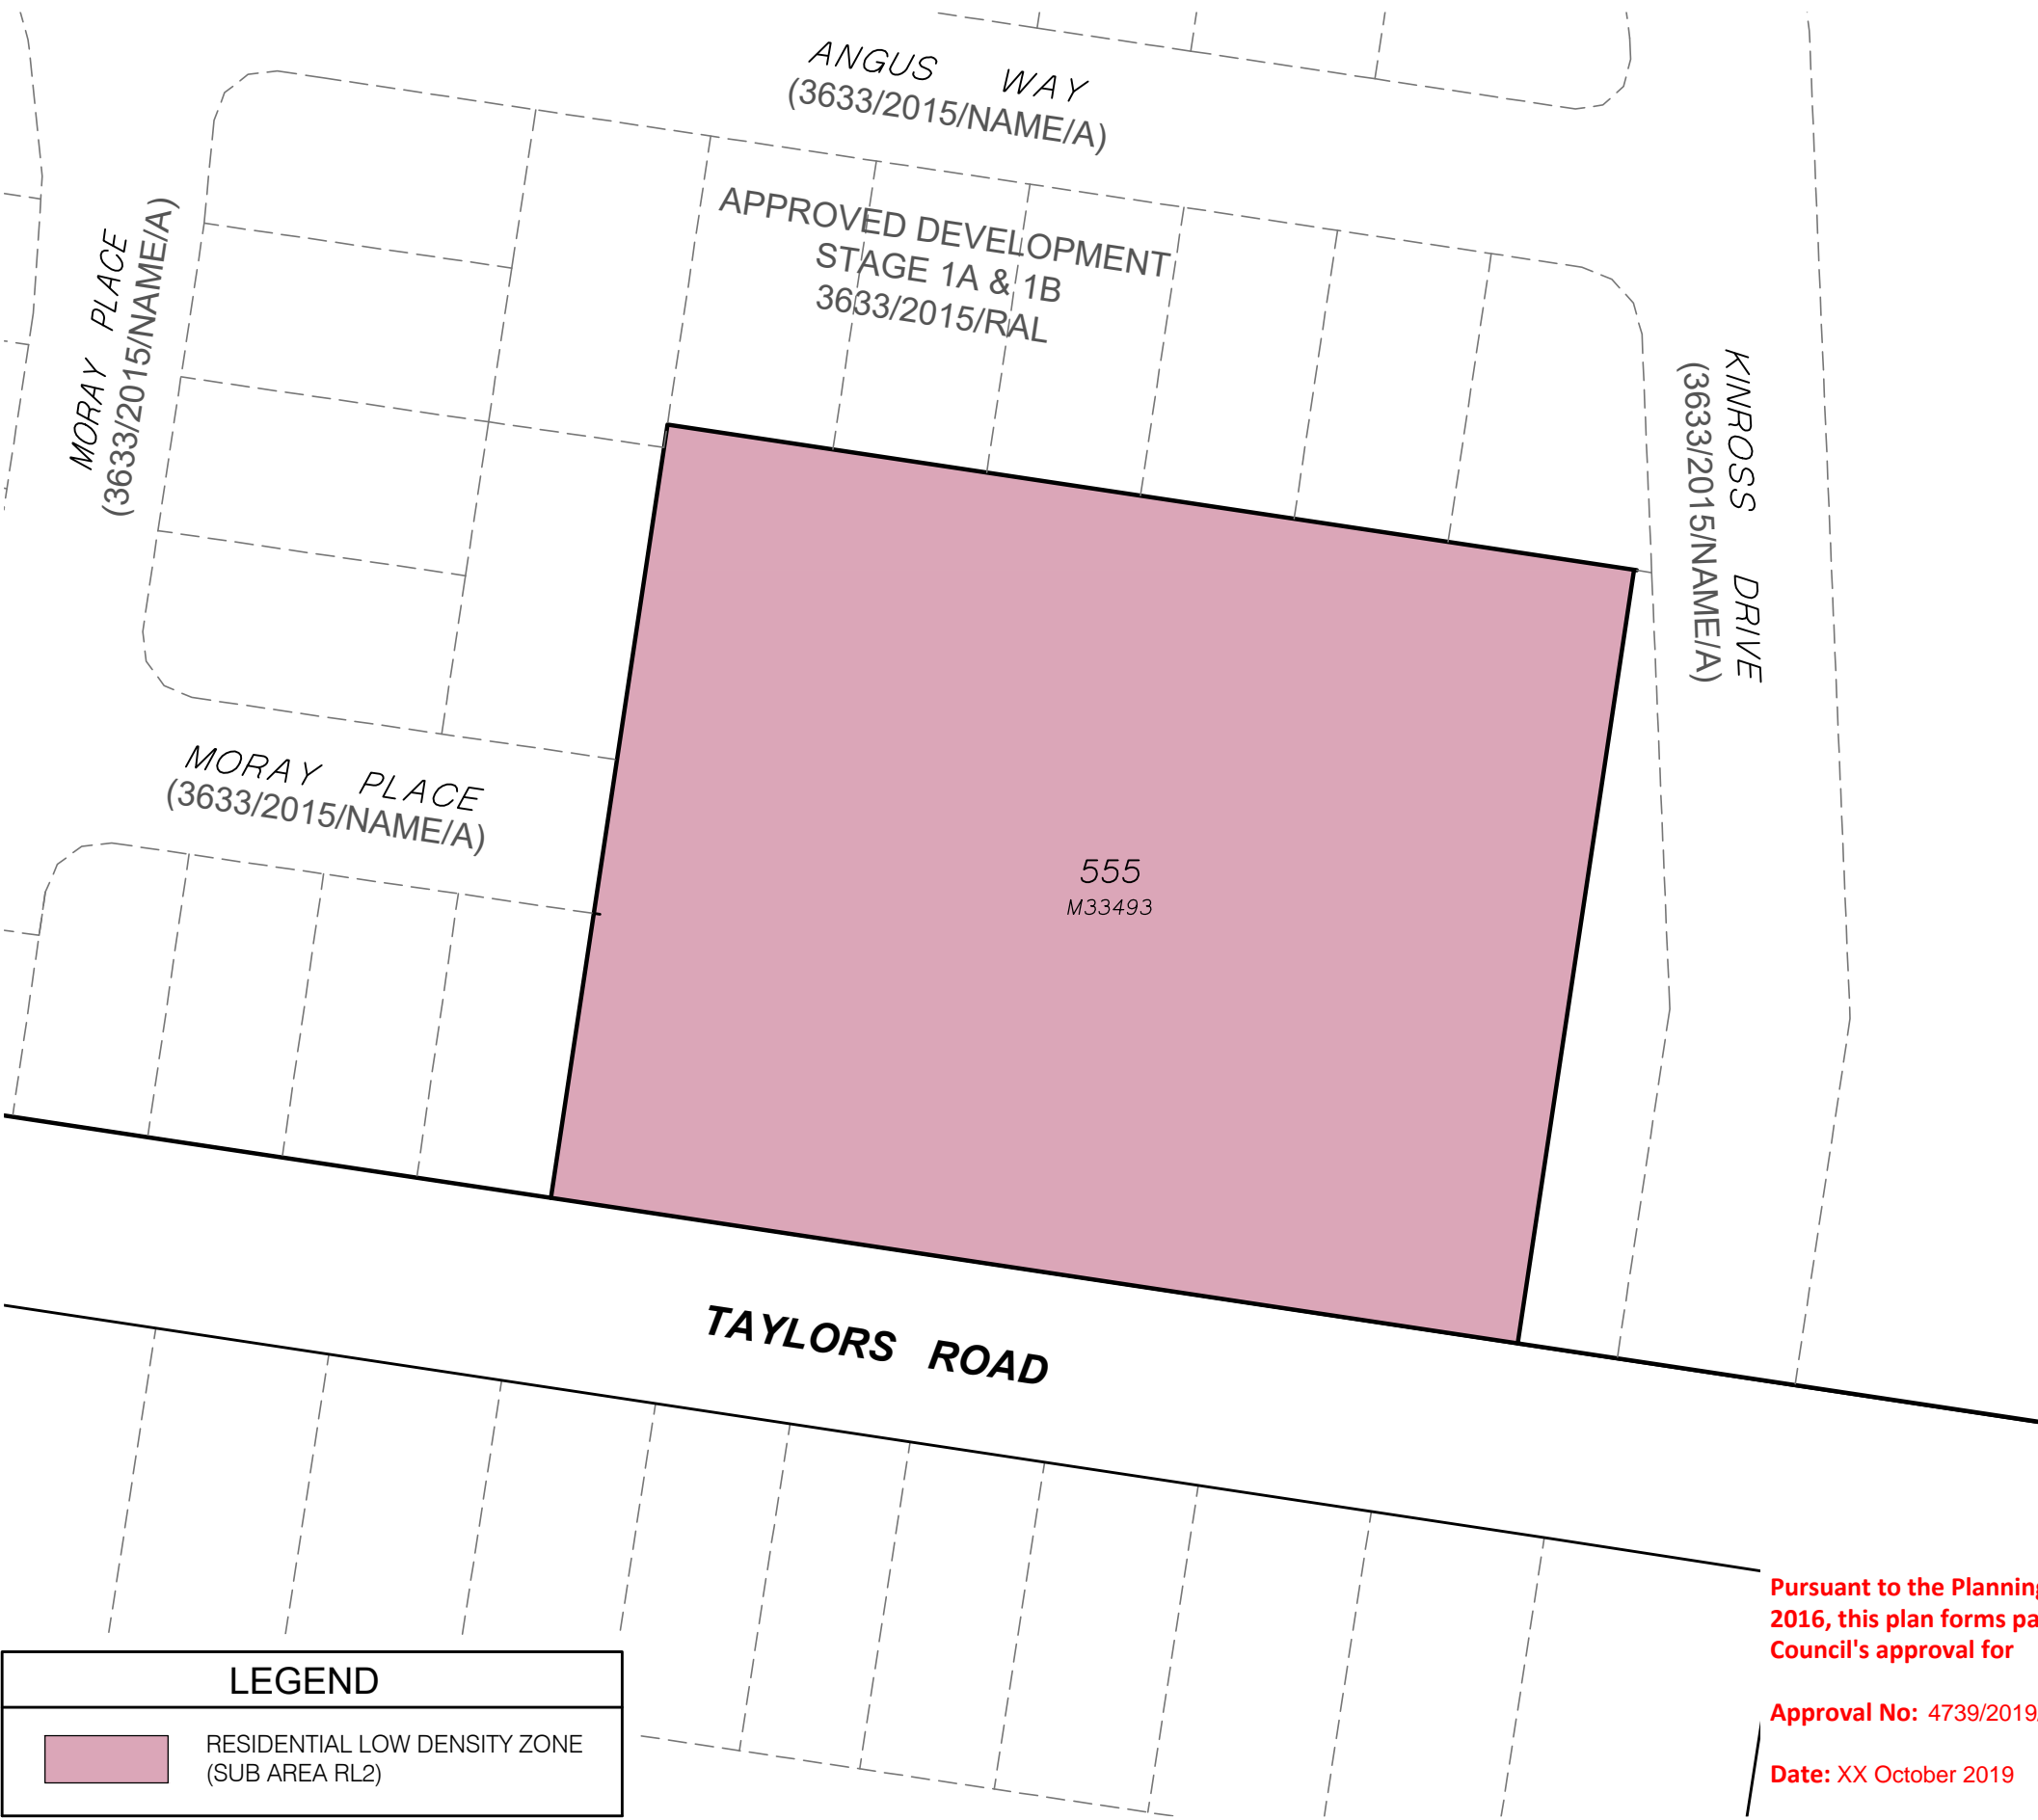 ANGUS WAY
(3633/2015/NAME/A)
APPROVED DEVELOPMENT
STAGE 1A & 1B
3633/2015/RAL
MORAY PLACE
(3633/2015/NAME/A)
KINROSS DRIVE
(3633/2015/NAME/A)
MORAY PLACE
(3633/2015/NAME/A)
555
M33493
TAYLORS ROAD
Pursuant to the Planning
2016, this plan forms pa
Council's approval for
Approval No: 4739/2019
Date: XX October 2019
LEGEND
RESIDENTIAL LOW DENSITY ZONE
(SUB AREA RL2)